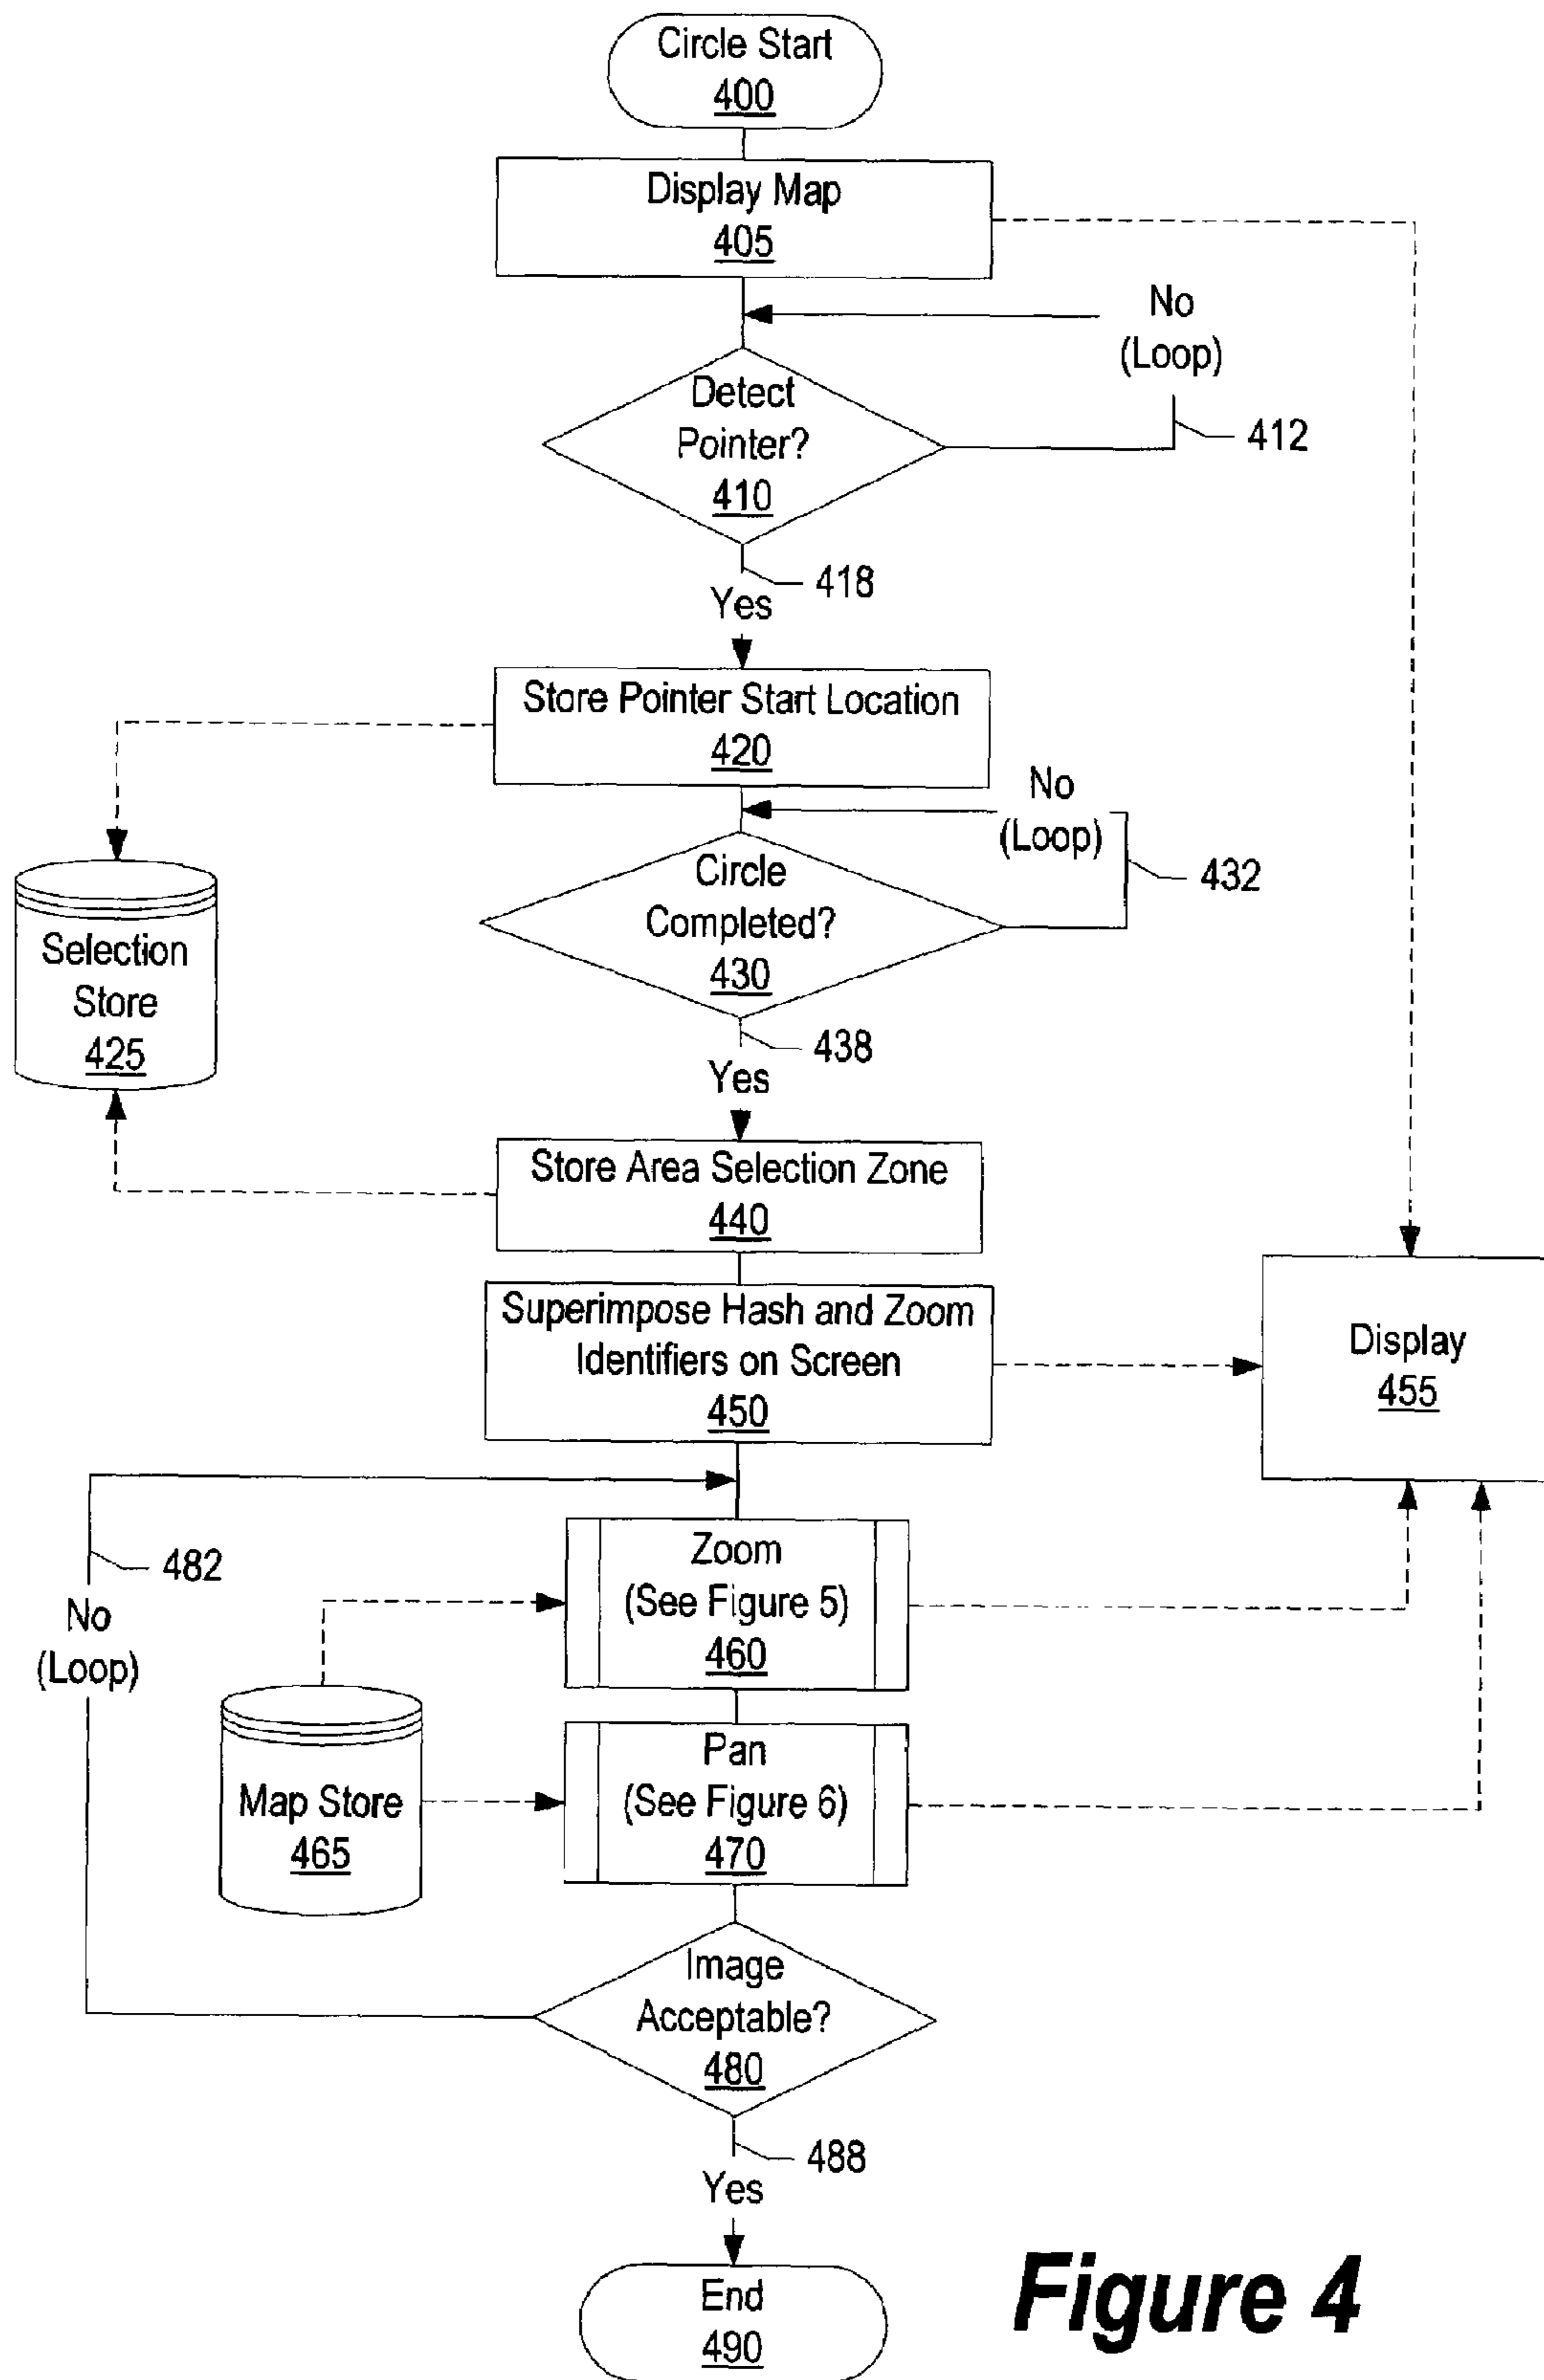 Circle Start
400
Display Map
405
No
(Loop)
412
Detect
Pointer?
410
418
Yes
Store Pointer Start Location
420
No
(Loop)
432
Circle
Completed?
430
Selection
Store
425
438
Yes
Store Area Selection Zone
440
Superimpose Hash and Zoom
Identifiers on Screen
450
Display
455
482
No
(Loop)
Zoom
(See Figure 5)
460
Map Store
465
Pan
(See Figure 6)
470
Image
Acceptable?
480
488
Yes
End
490
Figure 4